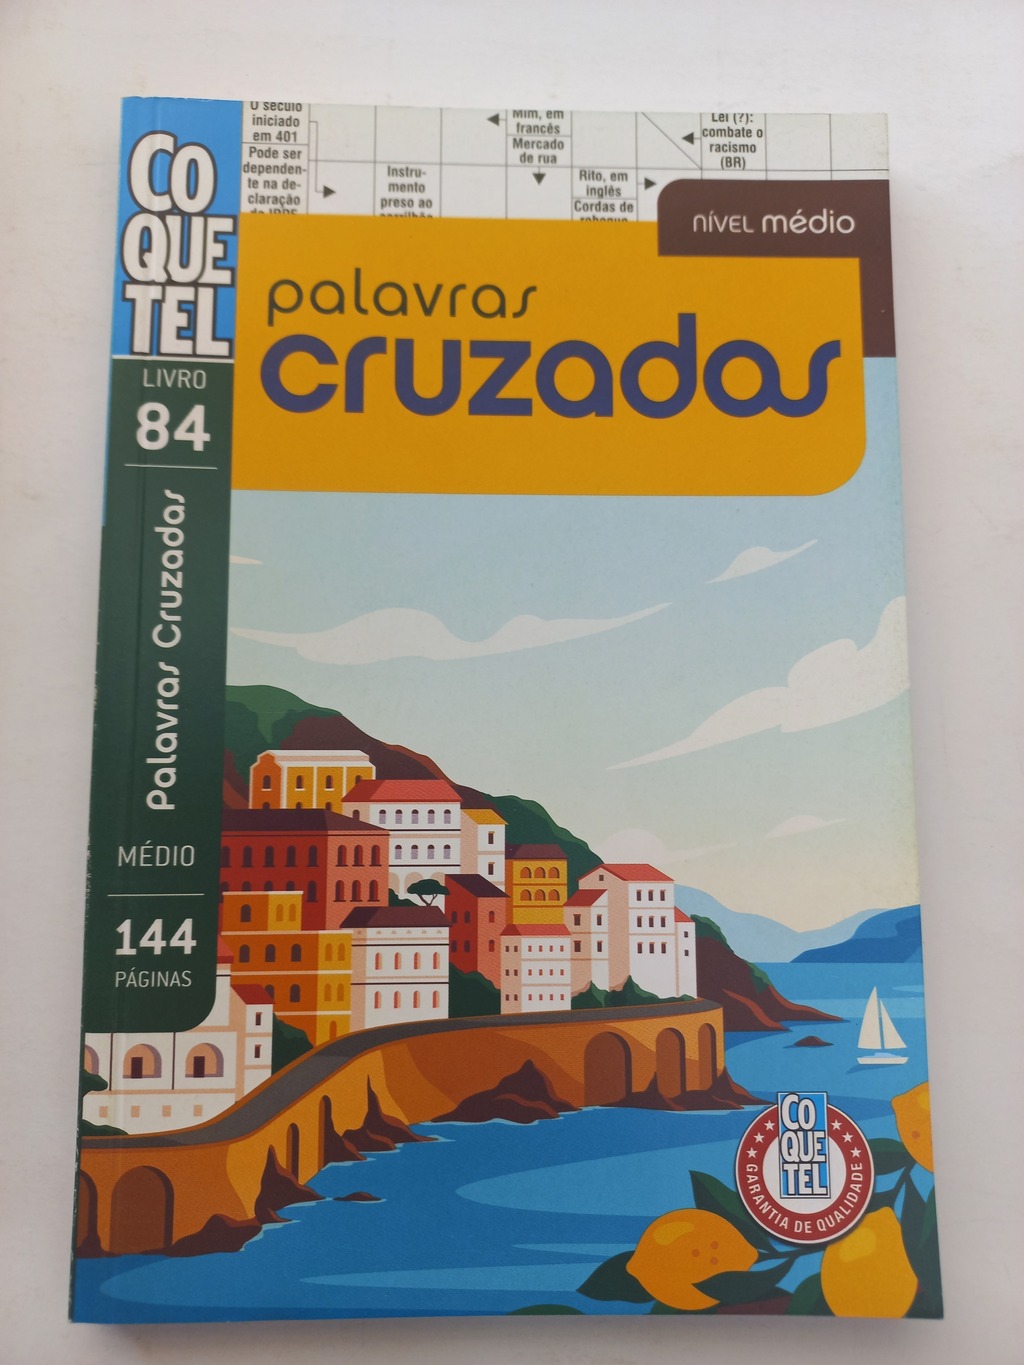 O século
iniciado
em 401
Pode ser
dependen-
te na de-
claração
Instru-
mento
preso ao
Mim, em
francês
Mercado
de rua
Rito, em
inglês
Cordas de
Lei (?):
combate o
racismo
(BR)
NÍVEL médio
CO
QUE
TEL
palavras
cruzadas
LIVRO
84
Palavras Cruzadas
MÉDIO
144
PÁGINAS
CO
QUE
TEL
GARANTIA DE QUALIDADE